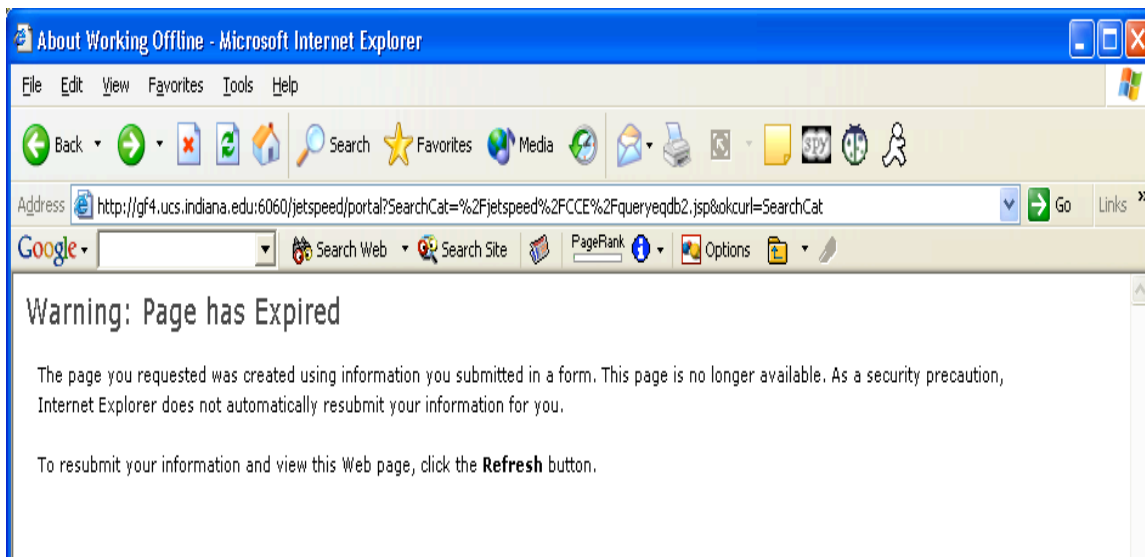 About Working Offline - Microsoft Internet Explorer
File Edit View Favorites Tools Help
Back Search Favorites Media SPY
Address http://gf4.ucs.indiana.edu:6060/jetspeed/portal?SearchCat=%2Fjetspeed%2FCCE%2Fqueryeqdb2.jsp&okcurl=SearchCat Go Links »
Google Search Web Search Site PageRank Options
Warning: Page has Expired
The page you requested was created using information you submitted in a form. This page is no longer available. As a security precaution,
Internet Explorer does not automatically resubmit your information for you.
To resubmit your information and view this Web page, click the Refresh button.